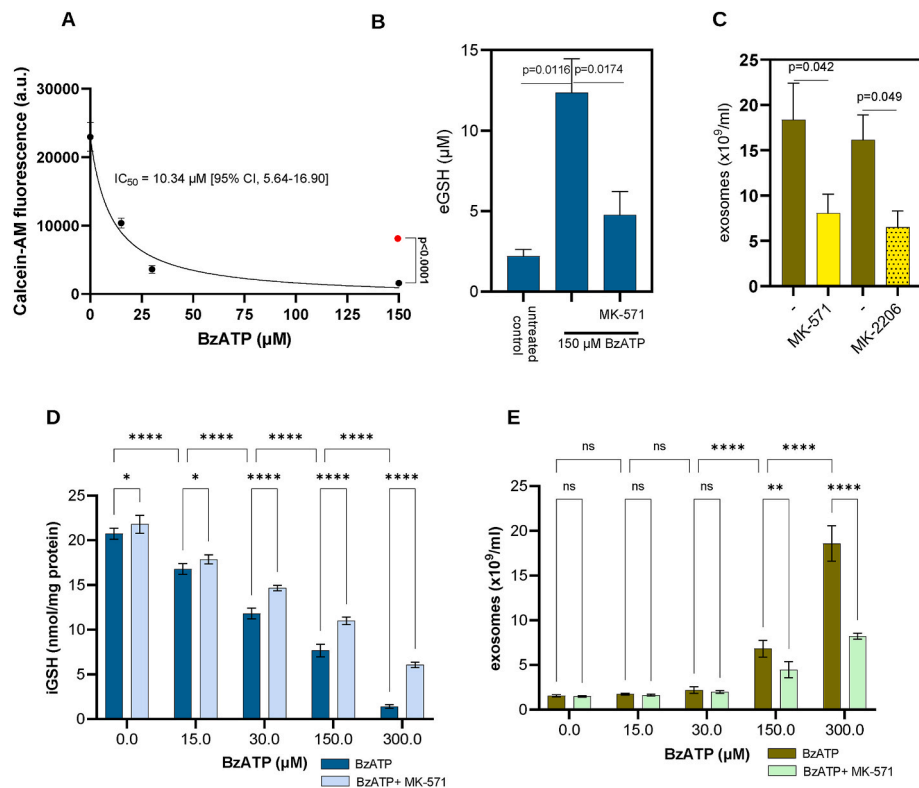 A
Calcein-AM fluorescence (a.u.)
30000
20000
10000
0
IC50 = 10.34 µM [95% CI, 5.64-16.90]
p<0.0001
0 50 100 150
BzATP (µM)
B
eGSH (µM)
15
10
5
0
p=0.0116 p=0.0174
untreated
control
MK-571
150 µM BzATP
C
exosomes (x10⁹/ml)
25
20
15
10
5
0
p=0.042
p=0.049
- MK-571 - MK-2206
D
iGSH (nmol/mg protein)
**** **** **** ****
* * **** **** ****
25
20
15
10
5
0
0.0 15.0 30.0 150.0 300.0
BzATP (µM)
BzATP
BzATP+ MK-571
E
exosomes (x10⁹/ml)
ns ns **** ****
ns ns ns ** ****
25
20
15
10
5
0
0.0 15.0 30.0 150.0 300.0
BzATP (µM)
BzATP
BzATP+ MK-571